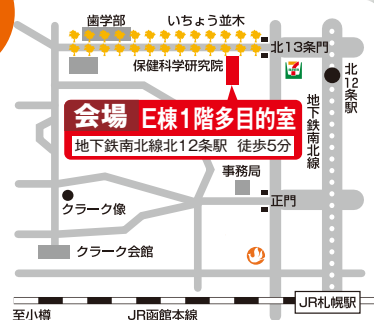 歯学部
いちょう並木
北13条門
保健科学研究院
7
北12条駅
地下鉄南北線
会場 E棟1階多目的室
地下鉄南北線北12条駅 徒歩5分
事務局
正門
クラーク像
クラーク会館
JR札幌駅
至小樽
JR函館本線